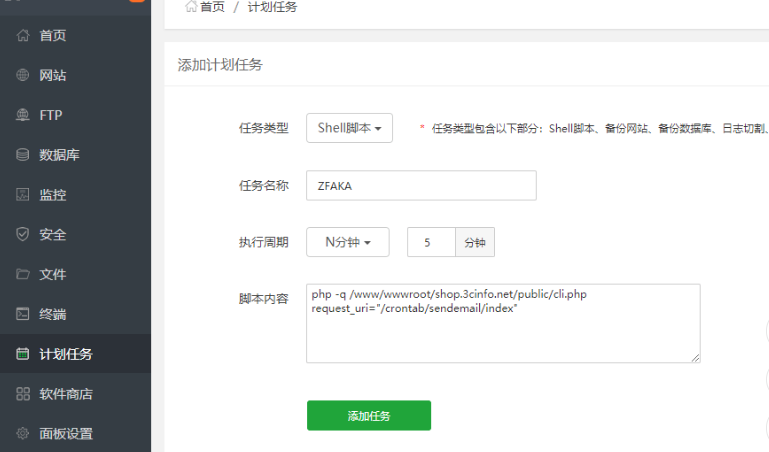 首页 / 计划任务
首页
网站
FTP
数据库
监控
安全
文件
终端
计划任务
软件商店
面板设置
添加计划任务
任务类型 Shell脚本 * 任务类型包含以下部分：Shell脚本、备份网站、备份数据库、日志切割、
任务名称 ZFAKA
执行周期 N分钟 5 分钟
脚本内容 php -q /www/wwwroot/shop.3cinfo.net/public/cli.php
request_uri="/crontab/sendemail/index"
添加任务